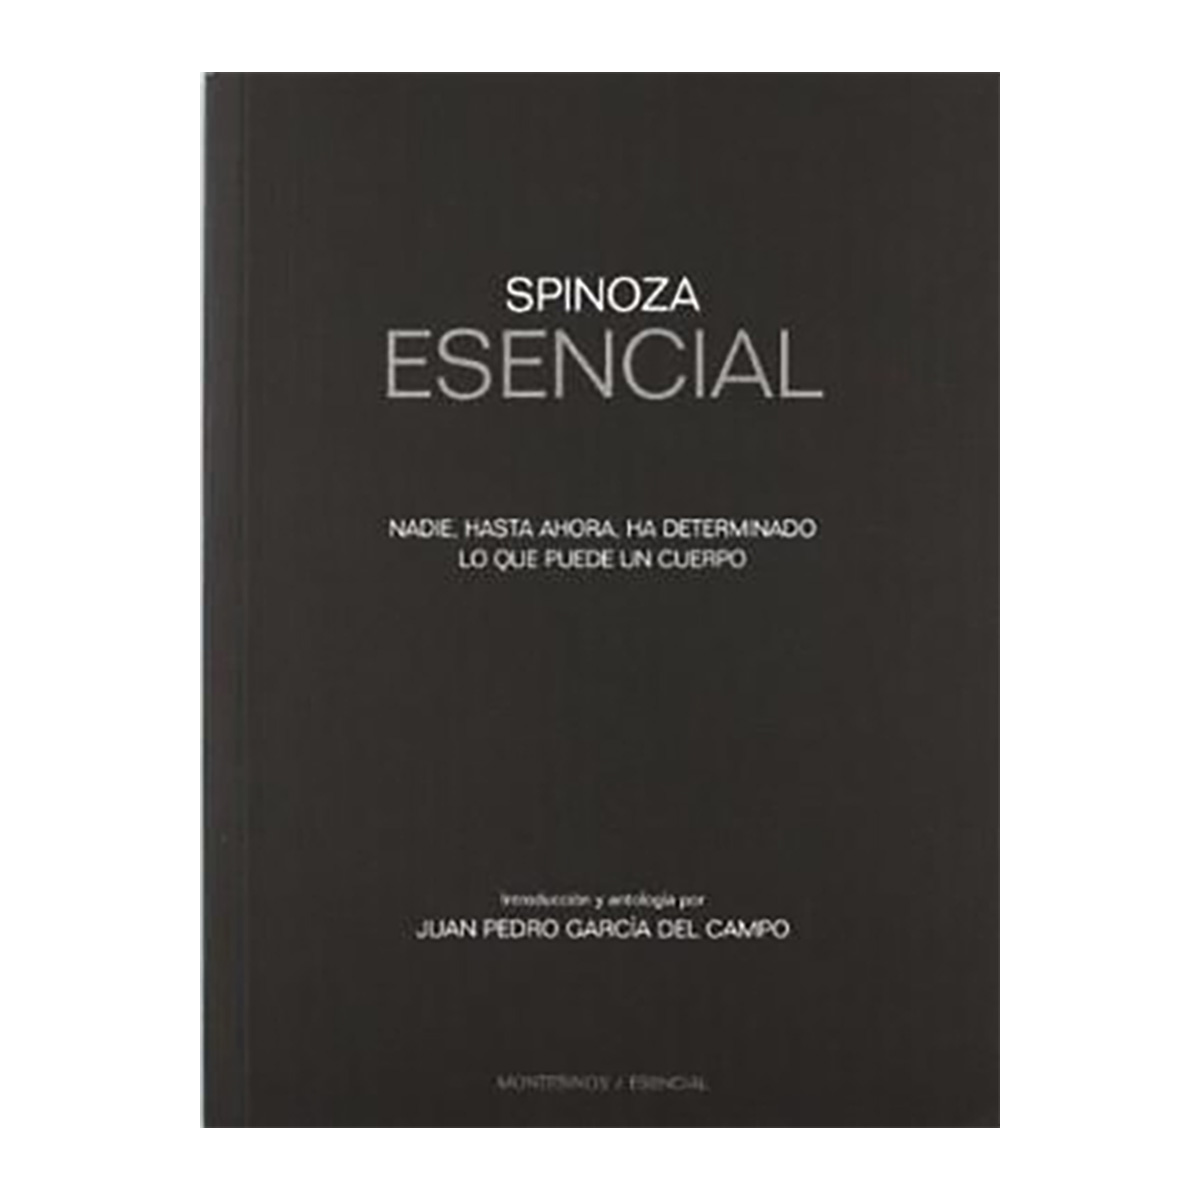 SPINOZA
ESENCIAL
NADIE, HASTA AHORA, HA DETERMINADO
LO QUE PUEDE UN CUERPO
Introducción y antología por
JUAN PEDRO GARCÍA DEL CAMPO
MONTESINOS / ESENCIAL